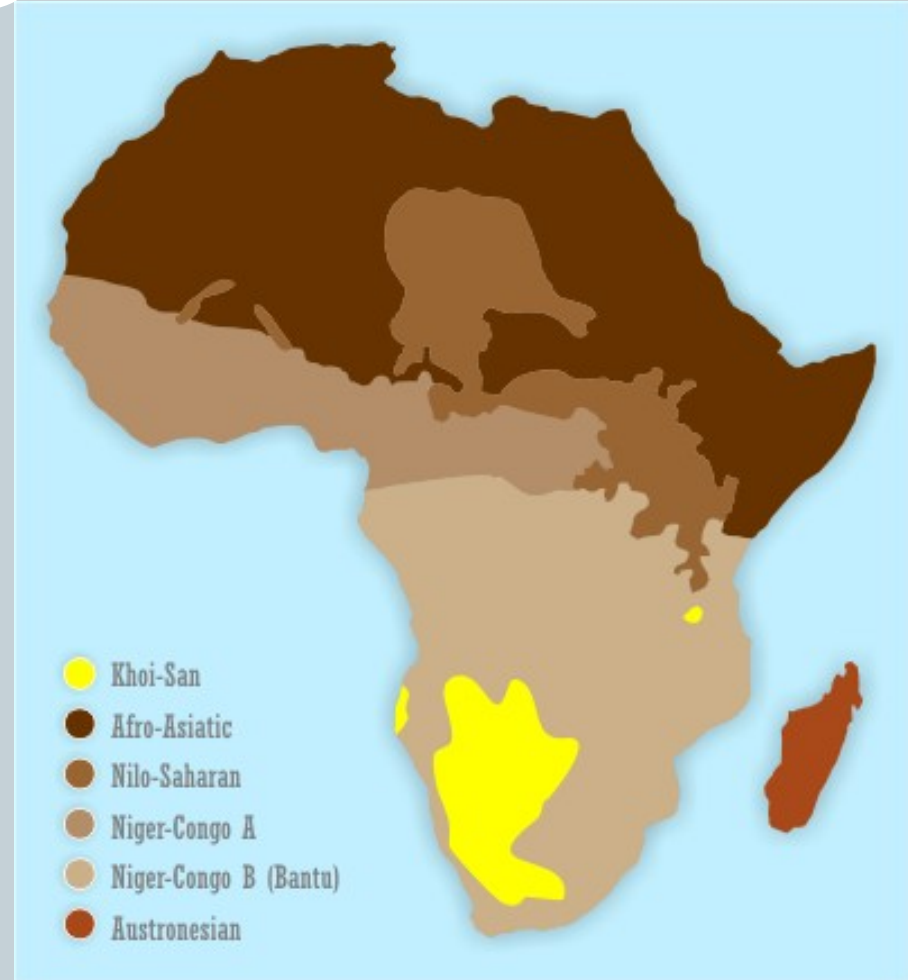 Khoi-San
Afro-Asiatic
Nilo-Saharan
Niger-Congo A
Niger-Congo B (Bantu)
Austronesian